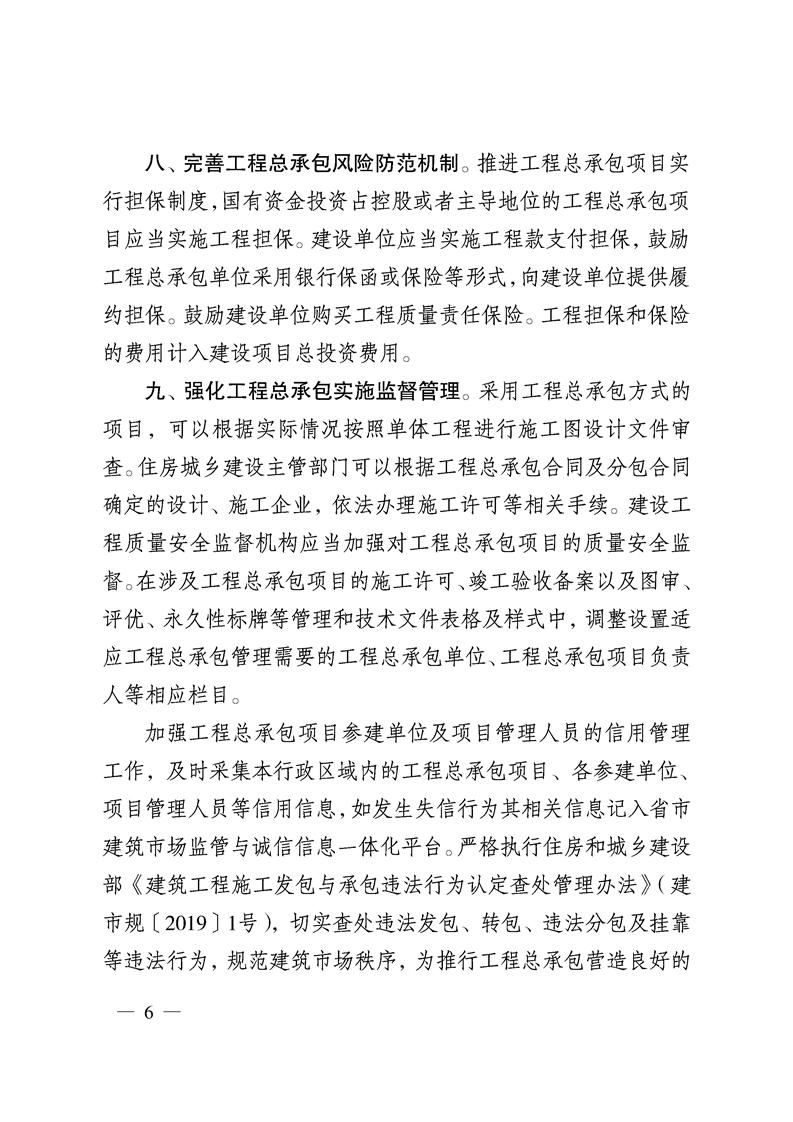 八、完善工程总承包风险防范机制。推进工程总承包项目实
行担保制度,国有资金投资占控股或者主导地位的工程总承包项
目应当实施工程担保。建设单位应当实施工程款支付担保，鼓励
工程总承包单位采用银行保函或保险等形式,向建设单位提供履
约担保。鼓励建设单位购买工程质量责任保险。工程担保和保险
的费用计入建设项目总投资费用。
九、强化工程总承包实施监督管理。采用工程总承包方式的
项目，可以根据实际情况按照单体工程进行施工图设计文件审
查。住房城乡建设主管部门可以根据工程总承包合同及分包合同
确定的设计、施工企业，依法办理施工许可等相关手续。建设工
程质量安全监督机构应当加强对工程总承包项目的质量安全监
督。在涉及工程总承包项目的施工许可、竣工验收备案以及图审、
评优、永久性标牌等管理和技术文件表格及样式中，调整设置适
应工程总承包管理需要的工程总承包单位、工程总承包项目负责
人等相应栏目。
加强工程总承包项目参建单位及项目管理人员的信用管理
工作，及时采集本行政区域内的工程总承包项目、各参建单位、
项目管理人员等信用信息，如发生失信行为其相关信息记入省市
建筑市场监管与诚信信息一体化平台。严格执行住房和城乡建设
部《建筑工程施工发包与承包违法行为认定查处管理办法》（建
市规〔2019〕1号），切实查处违法发包、转包、违法分包及挂靠
等违法行为，规范建筑市场秩序，为推行工程总承包营造良好的
— 6 —